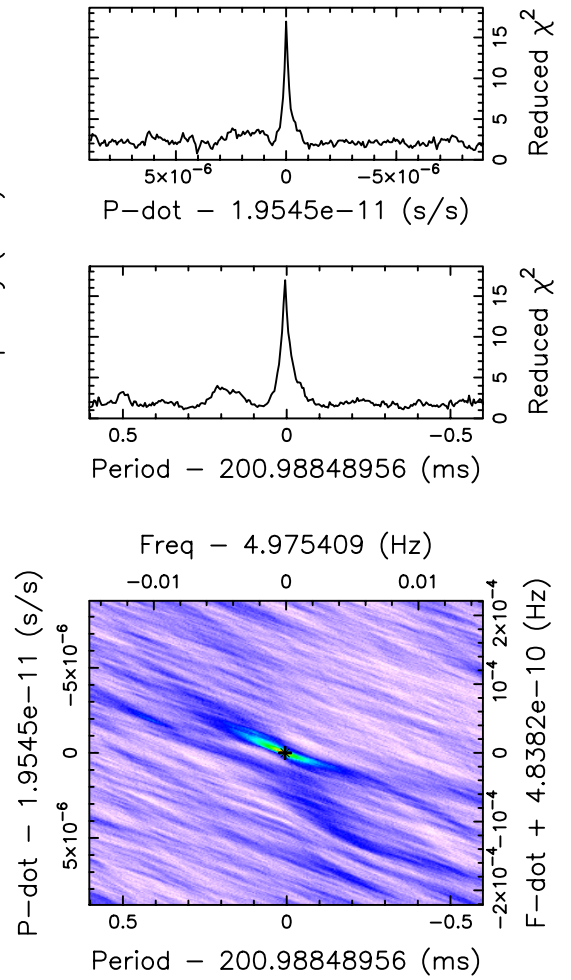 Reduced χ²
0 5 10 15
5×10⁻⁶ 0 −5×10⁻⁶
P−dot − 1.9545e−11 (s/s)
Reduced χ²
0 5 10 15
0.5 0 −0.5
Period − 200.98848956 (ms)
Freq − 4.975409 (Hz)
−0.01 0 0.01
P−dot − 1.9545e−11 (s/s)
−5×10⁻⁶ 0 5×10⁻⁶
2×10⁻⁴ 10⁻⁴ 0 −10⁻⁴ −2×10⁻⁴
F−dot + 4.8382e−10 (Hz)
0.5 0 −0.5
Period − 200.98848956 (ms)